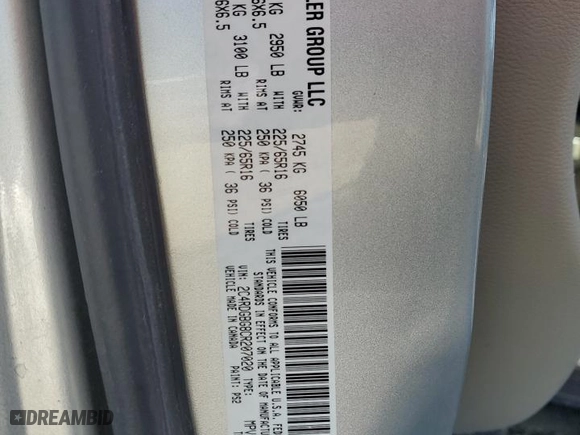 LER GROUP LLC
GVWR: 2745 KG 6050 LB
KG 2950 LB WITH 225/65R16 TIRES
6X6.5 RIMS AT 250 KPA ( 36 PSI) COLD
KG 3100 LB WITH 225/65R16 TIRES
6X6.5 RIMS AT 250 KPA ( 36 PSI) COLD
THIS VEHICLE CONFORMS TO ALL APPLICABLE U.S.A. FED
STANDARDS IN EFFECT ON THE DATE OF MANUFACTU
VIN: 2C4RDGBG8CR207020 TYPE: MPV
VEHICLE MADE IN CANADA PAINT: PS2 T
DREAMBID